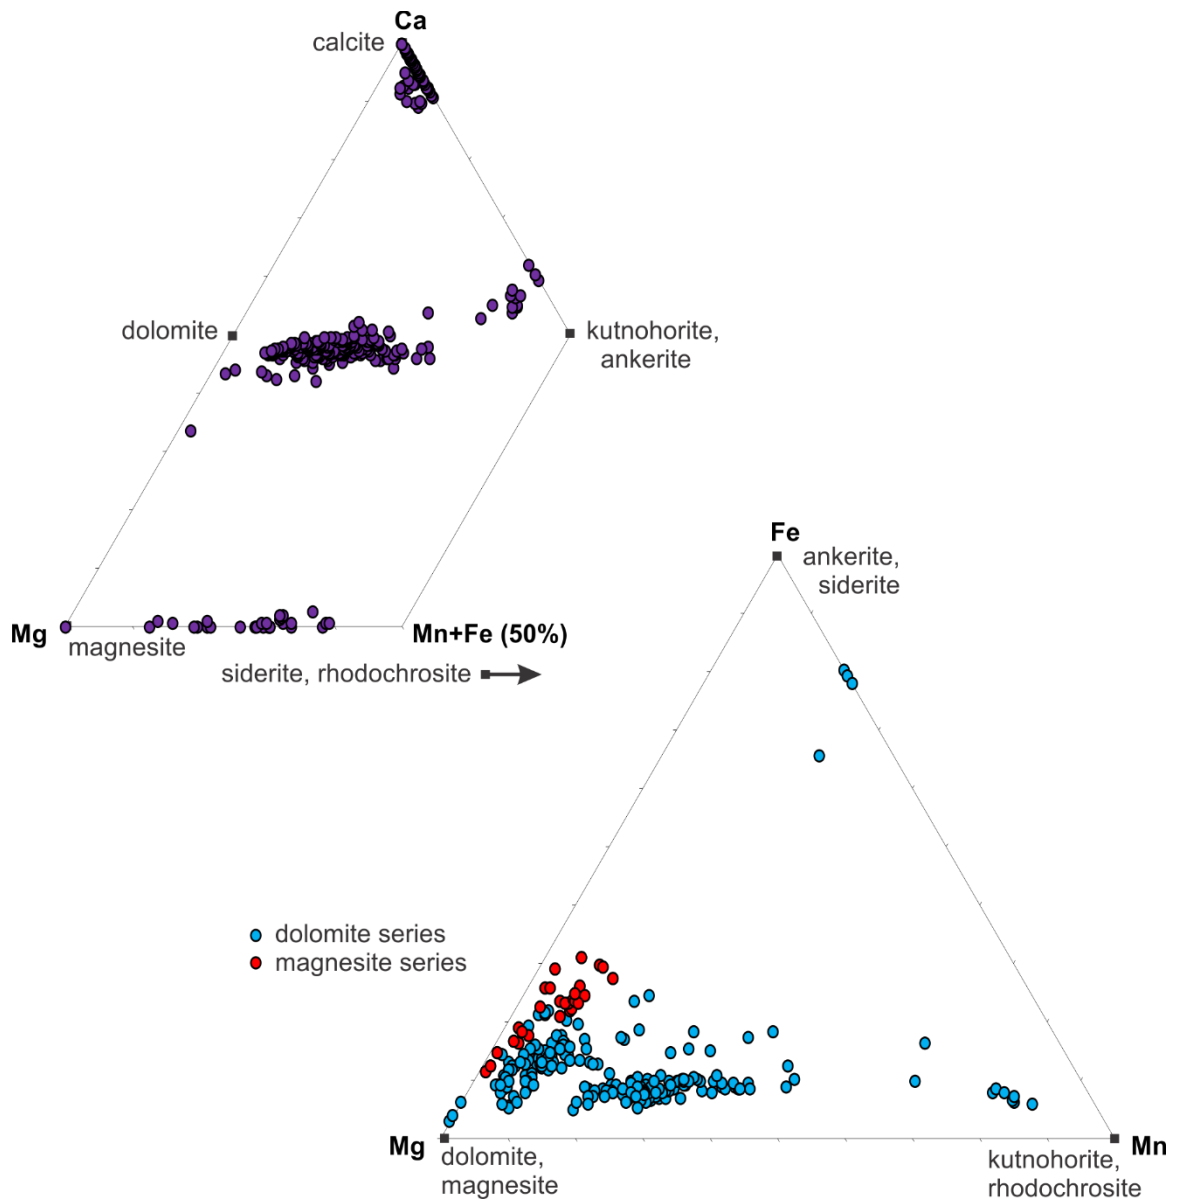 Ca
calcite
dolomite
kutnohorite,
ankerite
Mg
magnesite
Mn+Fe (50%)
siderite, rhodochrosite
Fe
ankerite,
siderite
dolomite series
magnesite series
Mg
dolomite,
magnesite
Mn
kutnohorite,
rhodochrosite